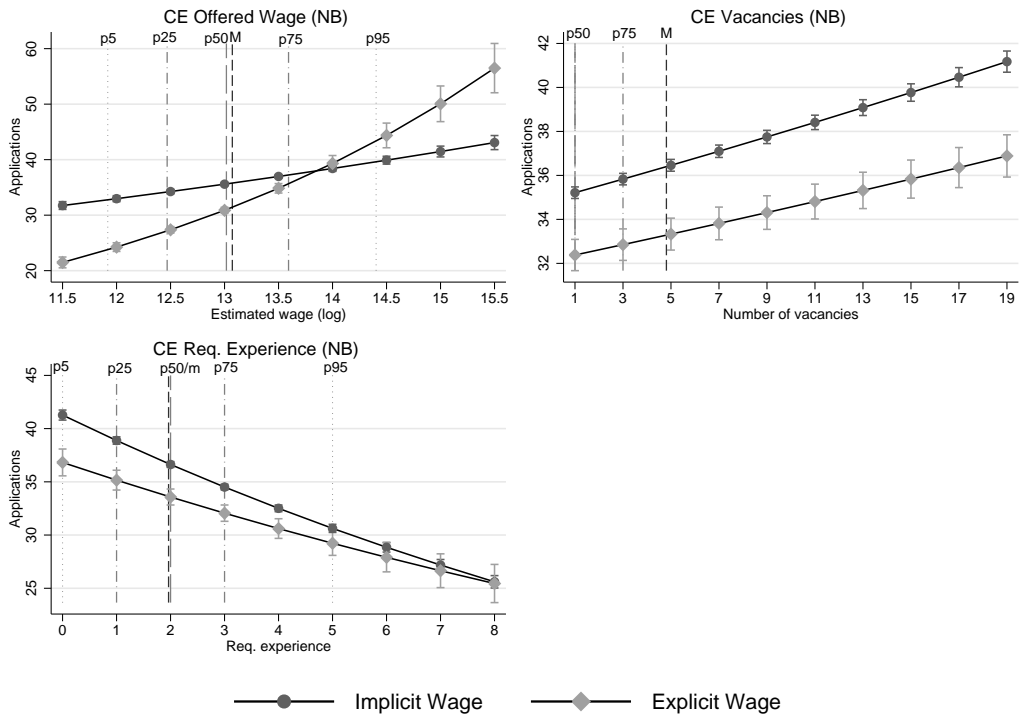 CE Offered Wage (NB)
p5 p25 p50 M p75 p95
60
50
40
30
20
Applications
11.5 12 12.5 13 13.5 14 14.5 15 15.5
Estimated wage (log)
CE Vacancies (NB)
p50 p75 M
42
40
38
36
34
32
Applications
1 3 5 7 9 11 13 15 17 19
Number of vacancies
CE Req. Experience (NB)
p5 p25 p50/m p75 p95
45
40
35
30
25
Applications
0 1 2 3 4 5 6 7 8
Req. experience
Implicit Wage Explicit Wage